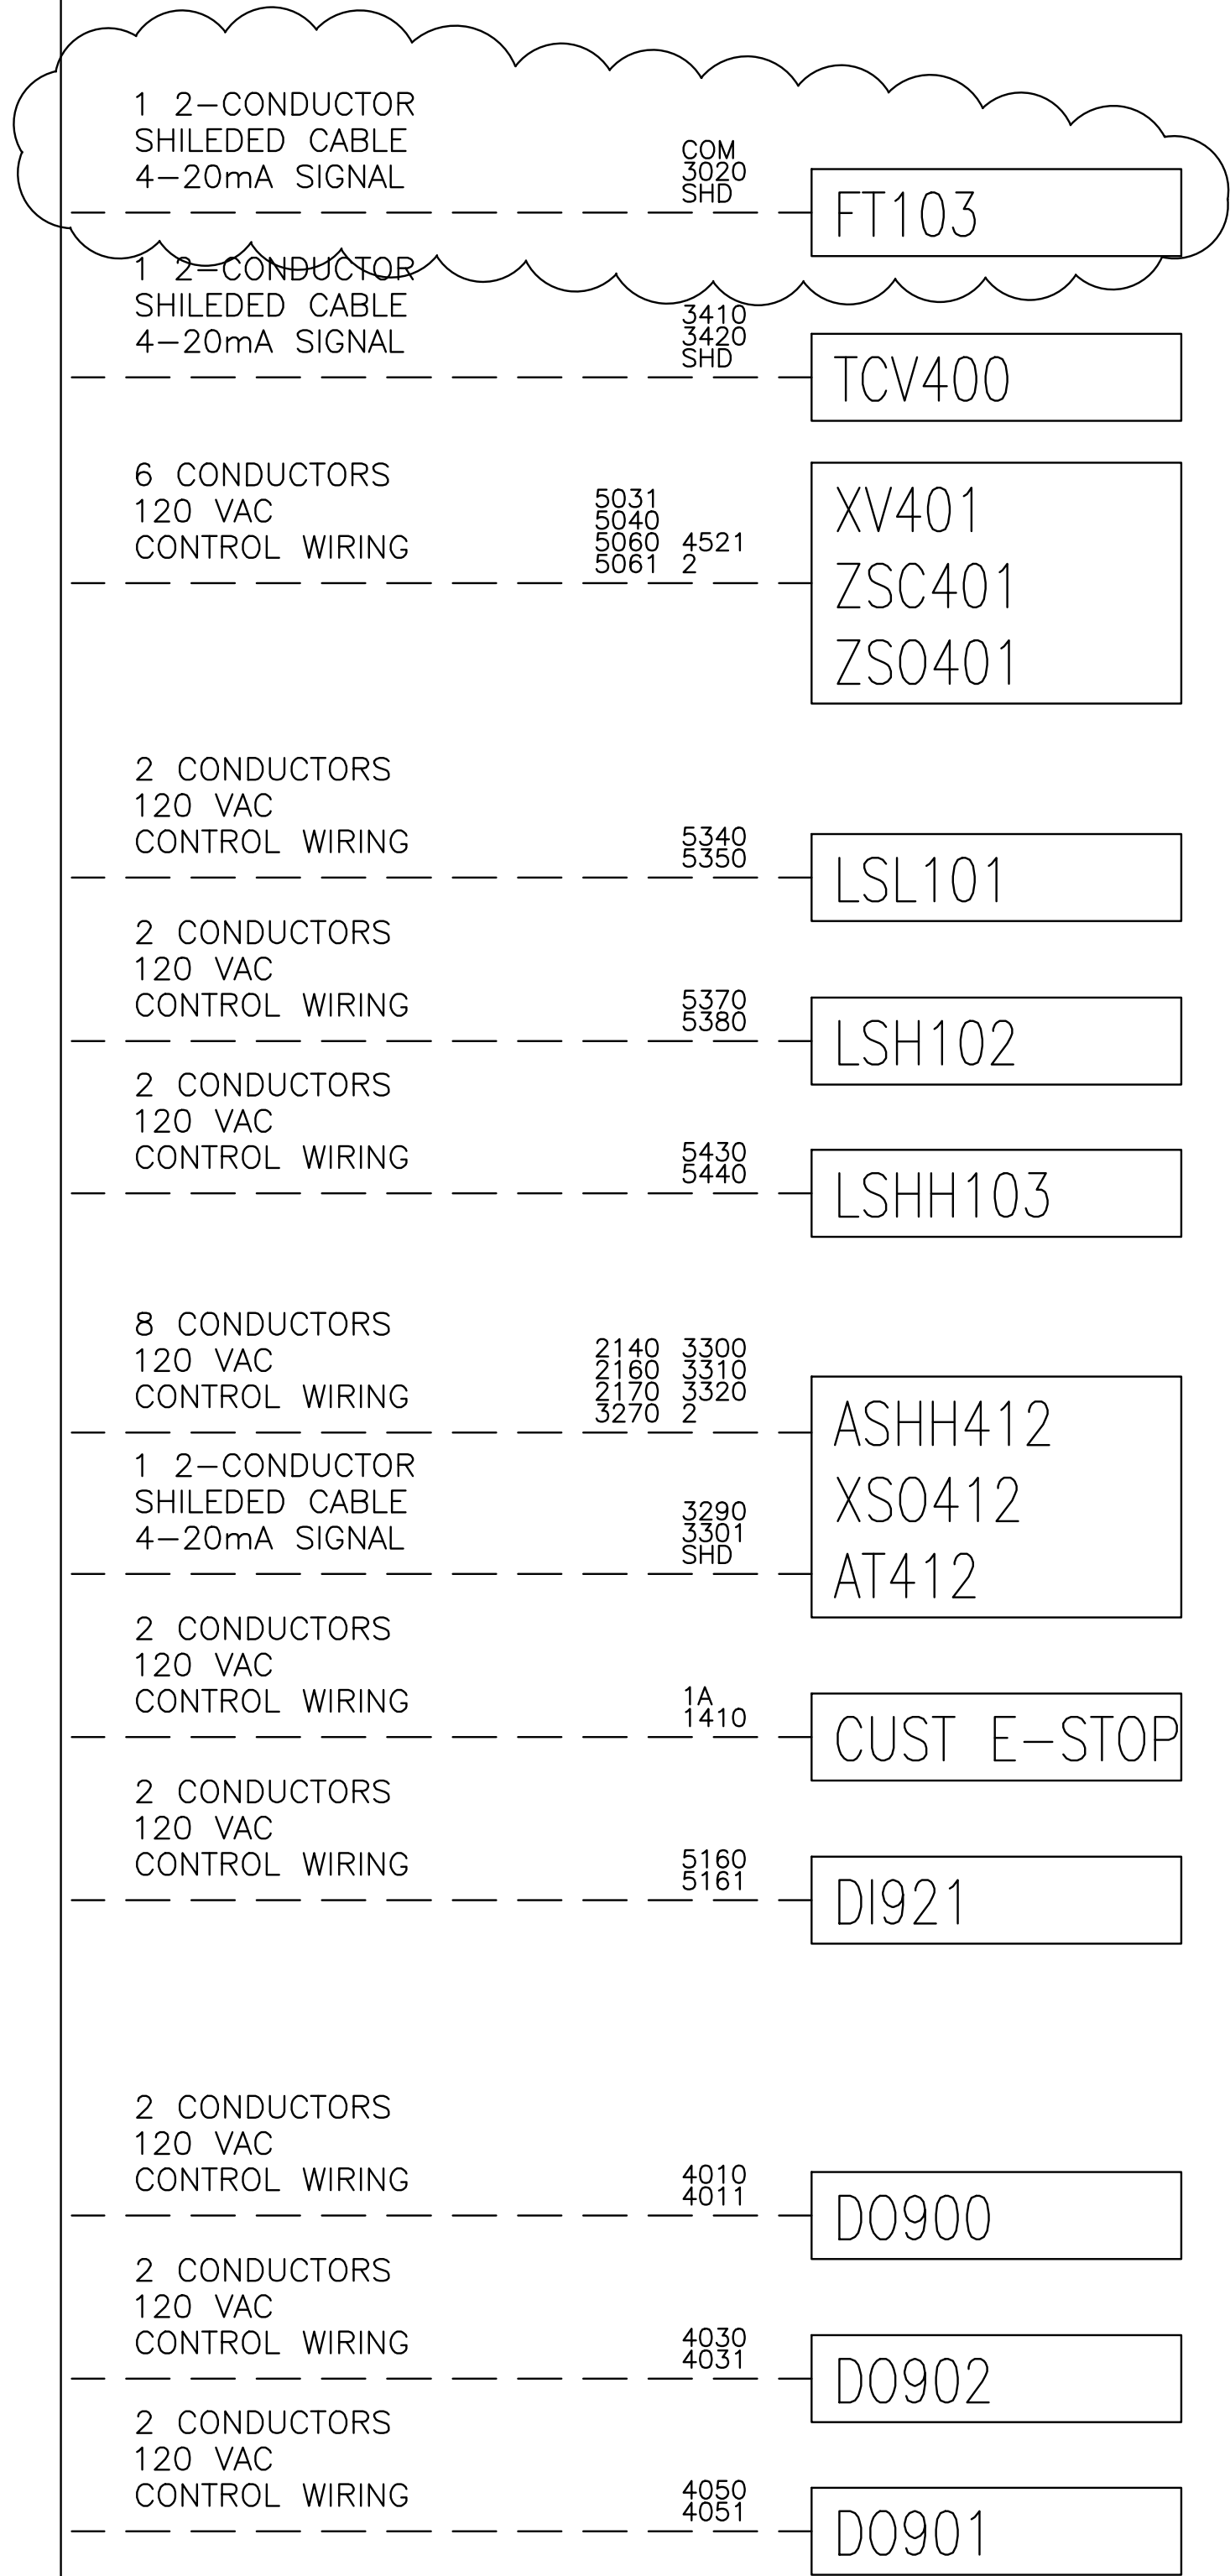 1 2-CONDUCTOR
SHILEDED CABLE
4-20mA SIGNAL
COM
3020
SHD
FT103
1 2-CONDUCTOR
SHILEDED CABLE
4-20mA SIGNAL
3410
3420
SHD
TCV400
6 CONDUCTORS
120 VAC
CONTROL WIRING
5031
5040
5060 4521
5061 2
XV401
ZSC401
ZSO401
2 CONDUCTORS
120 VAC
CONTROL WIRING
5340
5350
LSL101
2 CONDUCTORS
120 VAC
CONTROL WIRING
5370
5380
LSH102
2 CONDUCTORS
120 VAC
CONTROL WIRING
5430
5440
LSHH103
8 CONDUCTORS
120 VAC
CONTROL WIRING
2140 3300
2160 3310
2170 3320
3270 2
ASHH412
XSO412
AT412
1 2-CONDUCTOR
SHILEDED CABLE
4-20mA SIGNAL
3290
3301
SHD
2 CONDUCTORS
120 VAC
CONTROL WIRING
1A
1410
CUST E-STOP
2 CONDUCTORS
120 VAC
CONTROL WIRING
5160
5161
DI921
2 CONDUCTORS
120 VAC
CONTROL WIRING
4010
4011
DO900
2 CONDUCTORS
120 VAC
CONTROL WIRING
4030
4031
DO902
2 CONDUCTORS
120 VAC
CONTROL WIRING
4050
4051
DO901